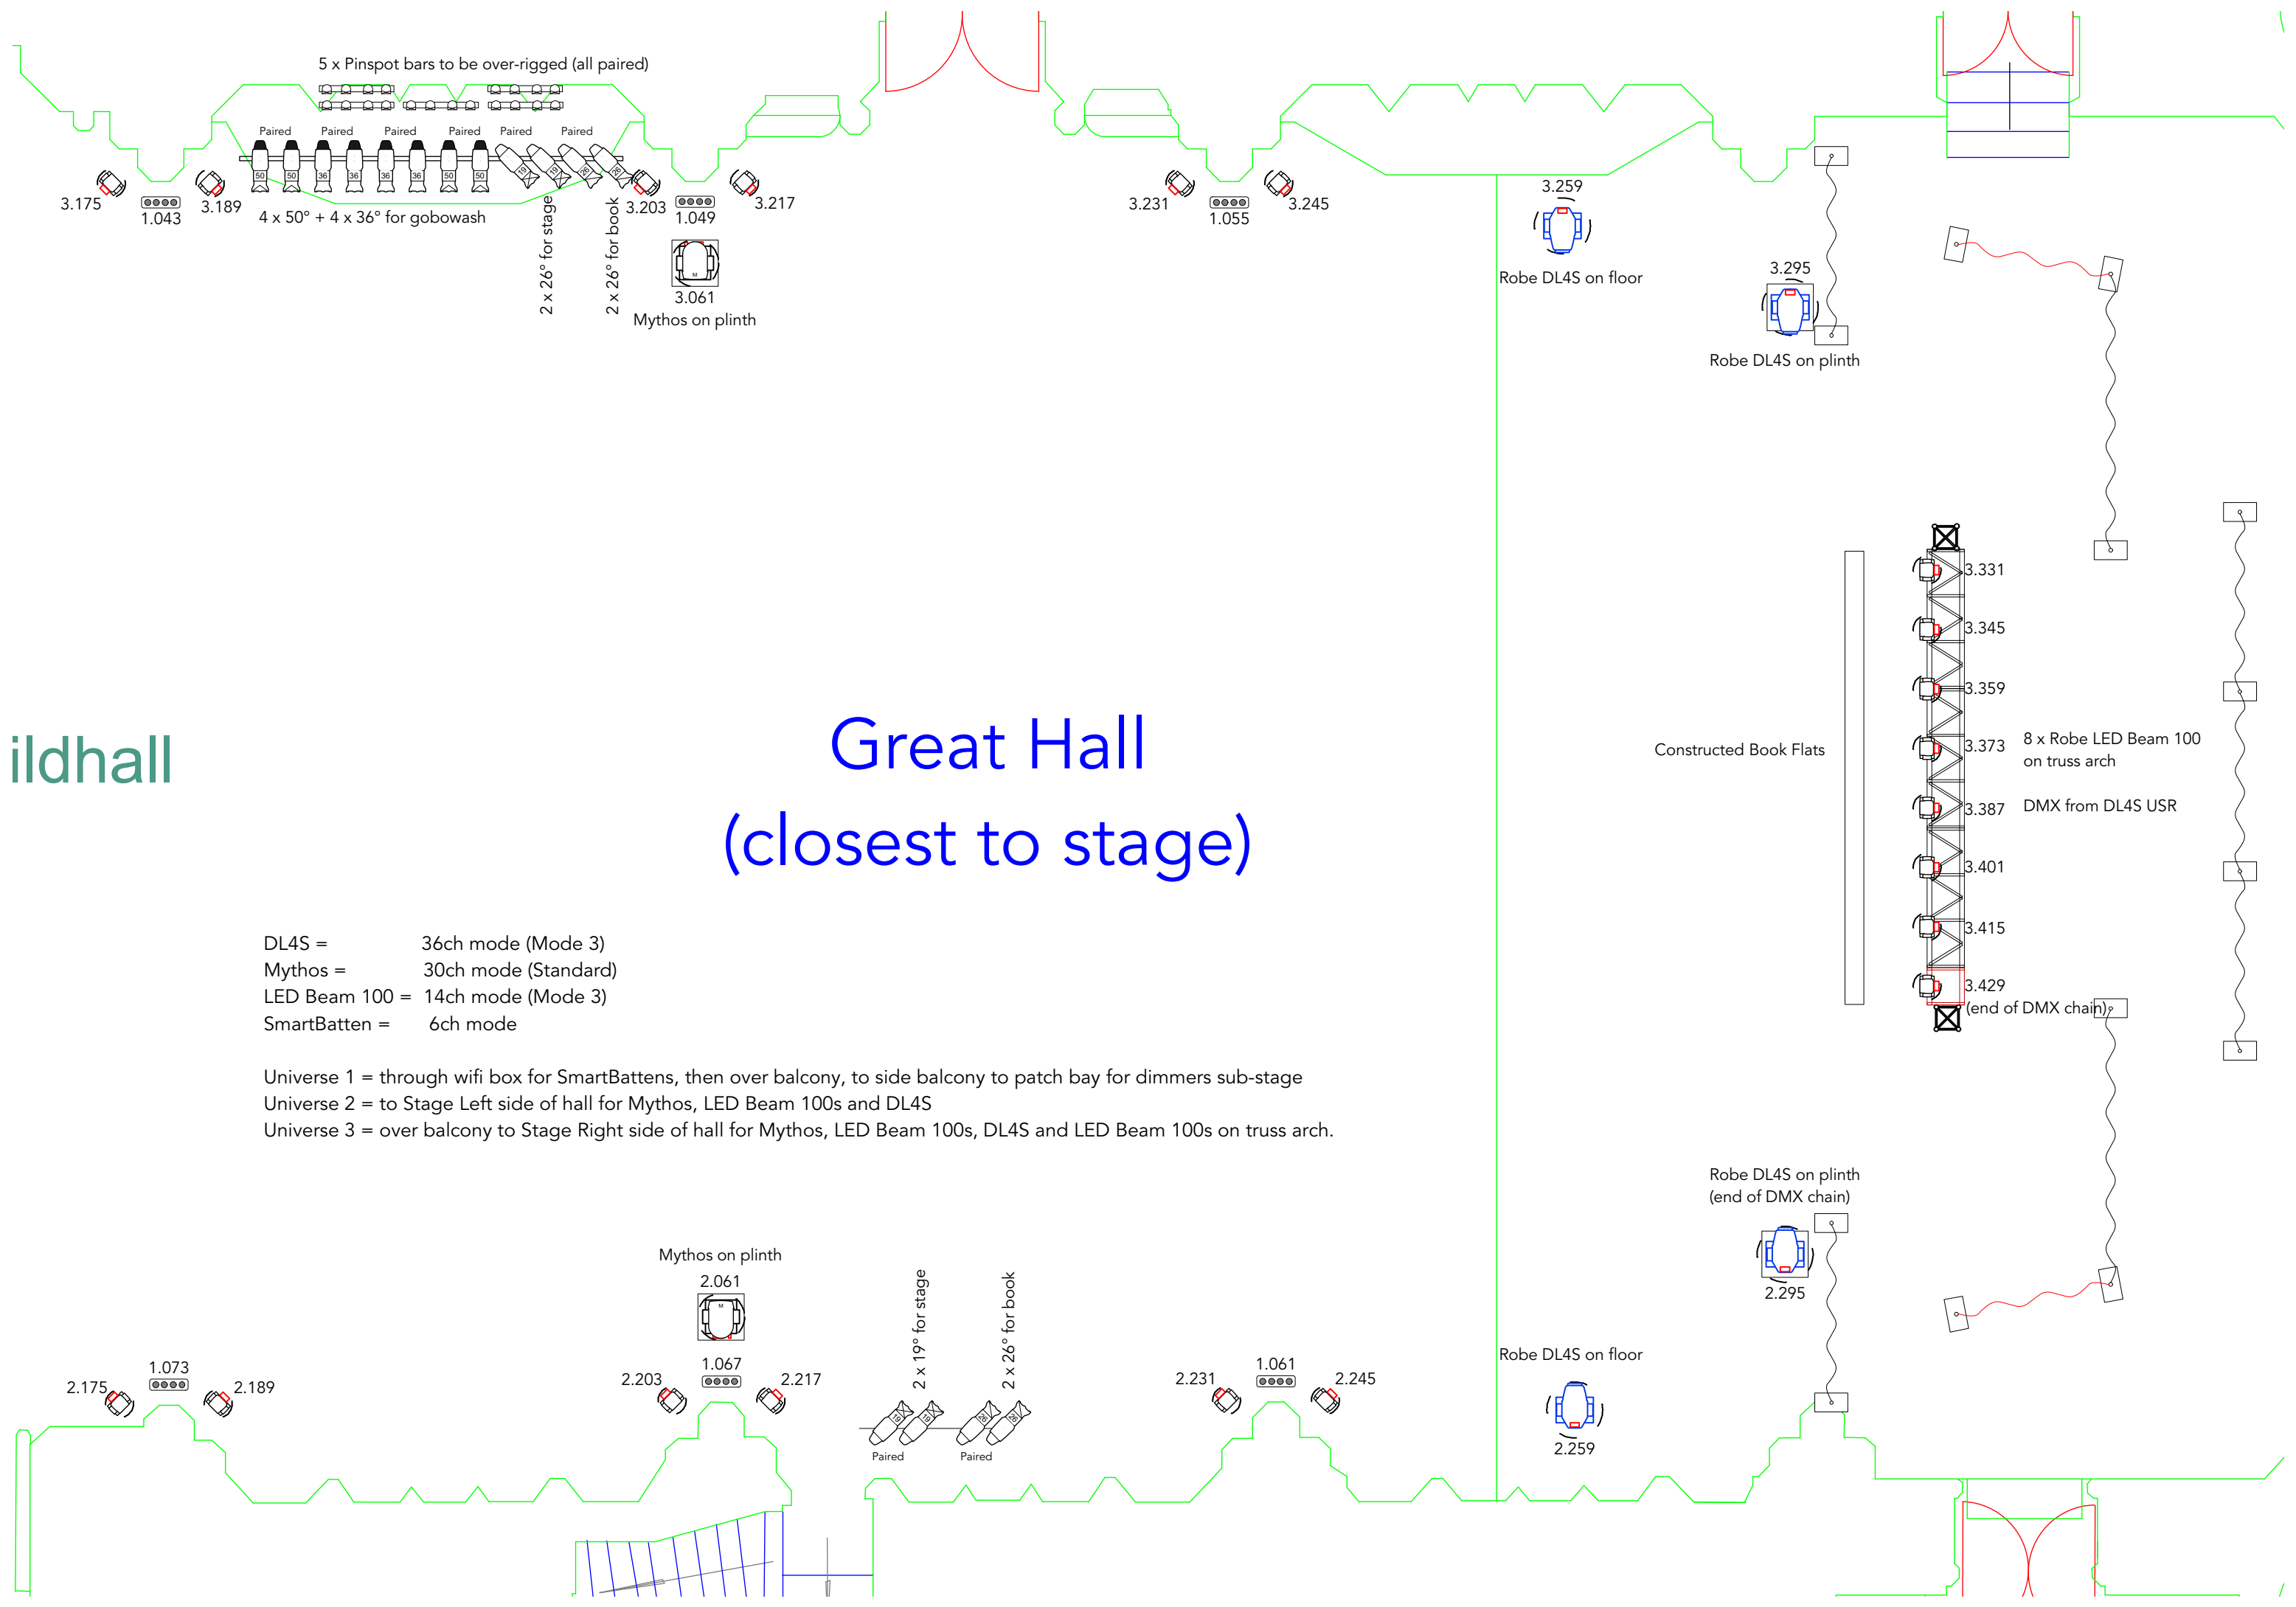 5 x Pinspot bars to be over-rigged (all paired)
Paired
Paired
Paired
Paired
Paired
Paired
50
50
36
36
36
36
50
50
19
19
26
26
3.175
1.043
3.189
4 x 50° + 4 x 36° for gobowash
2 x 26° for stage
2 x 26° for book
3.203
1.049
3.217
M
3.061
Mythos on plinth
3.231
1.055
3.245
3.259
Robe DL4S on floor
3.295
Robe DL4S on plinth
3.331
3.345
3.359
3.373
3.387
3.401
3.415
3.429
(end of DMX chain)
8 x Robe LED Beam 100
on truss arch
DMX from DL4S USR
Constructed Book Flats
ildhall
Great Hall
(closest to stage)
DL4S = 36ch mode (Mode 3)
Mythos = 30ch mode (Standard)
LED Beam 100 = 14ch mode (Mode 3)
SmartBatten = 6ch mode
Universe 1 = through wifi box for SmartBattens, then over balcony, to side balcony to patch bay for dimmers sub-stage
Universe 2 = to Stage Left side of hall for Mythos, LED Beam 100s and DL4S
Universe 3 = over balcony to Stage Right side of hall for Mythos, LED Beam 100s, DL4S and LED Beam 100s on truss arch.
Robe DL4S on plinth
(end of DMX chain)
2.295
Mythos on plinth
2.061
M
2 x 19° for stage
2 x 26° for book
1.073
2.175
2.189
1.067
2.203
2.217
19
19
26
26
Paired
Paired
1.061
2.231
2.245
Robe DL4S on floor
2.259